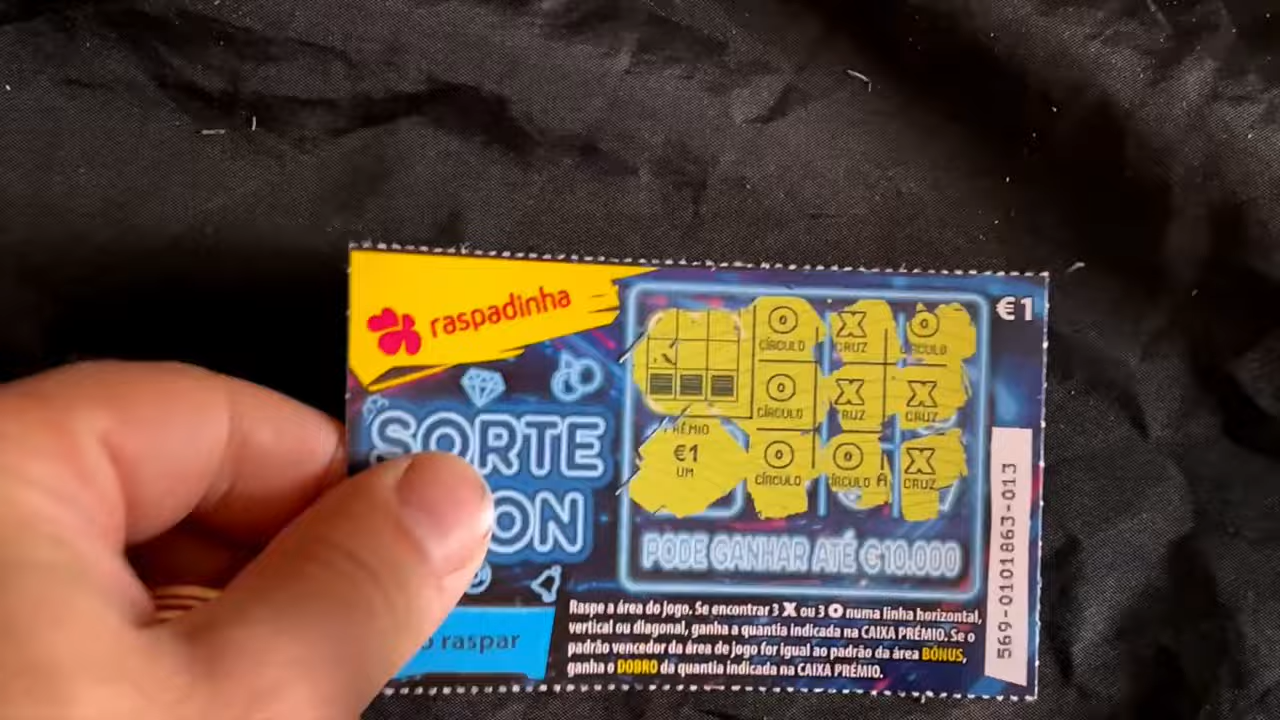 raspadinha
€1
SORTE
ON
raspar
O X O
CÍRCULO CRUZ CÍRCULO
O X X
CÍRCULO RUZ CRUZ
PRÉMIO
€1
UM
O O X
CÍRCULO CÍRCULO A CRUZ
PODE GANHAR ATÉ €10.000
Raspe a área do jogo. Se encontrar 3 X ou 3 O numa linha horizontal,
vertical ou diagonal, ganha a quantia indicada na CAIXA PRÉMIO. Se o
padrão vencedor da área de jogo for igual ao padrão da área BÓNUS,
ganha o DOBRO da quantia indicada na CAIXA PRÉMIO.
569-0101863-013